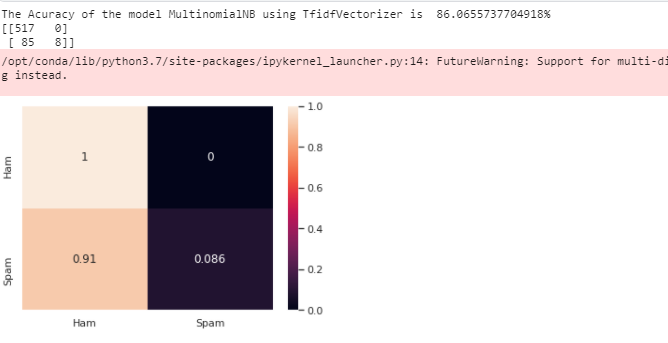 The Acuracy of the model MultinomialNB using TfidfVectorizer is  86.0655737704918%
[[517   0]
 [ 85   8]]
/opt/conda/lib/python3.7/site-packages/ipykernel_launcher.py:14: FutureWarning: Support for multi-di
g instead.
1.0
Ham 1 0
0.8
0.6
0.4
Spam 0.91 0.086
0.2
0.0
Ham Spam